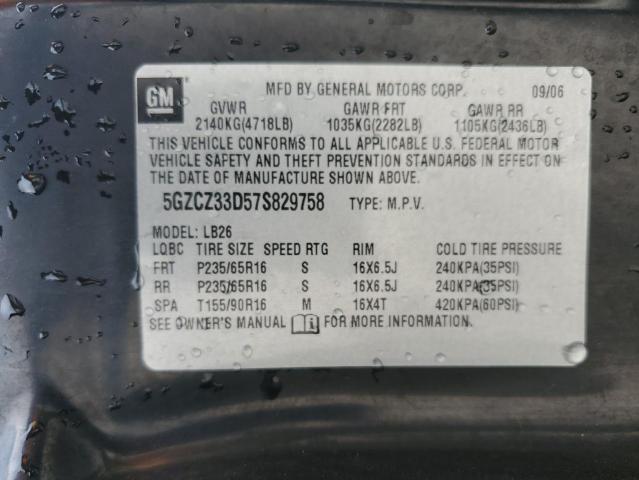 GM
MFD BY GENERAL MOTORS CORP. 09/06
GVWR GAWR FRT GAWR RR
2140KG(4718LB) 1035KG(2282LB) 1105KG(2436LB)
THIS VEHICLE CONFORMS TO ALL APPLICABLE U.S. FEDERAL MOTOR
VEHICLE SAFETY AND THEFT PREVENTION STANDARDS IN EFFECT ON
THE DATE OF MANUFACTURE SHOWN ABOVE.
5GZCZ33D57S829758 TYPE: M.P.V.
MODEL: LB26
LQBC TIRE SIZE SPEED RTG RIM COLD TIRE PRESSURE
FRT P235/65R16 S 16X6.5J 240KPA(35PSI)
RR P235/65R16 S 16X6.5J 240KPA(35PSI)
SPA T155/90R16 M 16X4T 420KPA(60PSI)
SEE OWNER'S MANUAL FOR MORE INFORMATION.